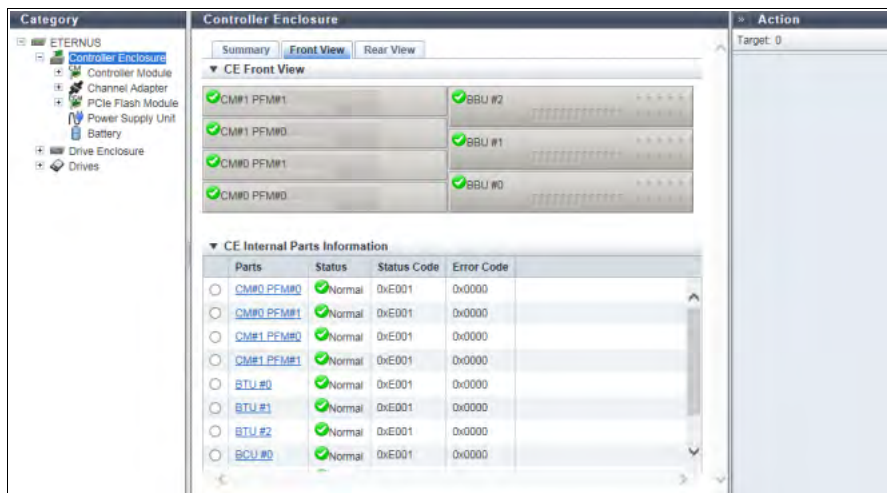 Category
ETERNUS
Controller Enclosure
Controller Module
Channel Adapter
PCIe Flash Module
Power Supply Unit
Battery
Drive Enclosure
Drives
Controller Enclosure
Summary Front View Rear View
▼ CE Front View
CM#1 PFM#1
CM#1 PFM#0
CM#0 PFM#1
CM#0 PFM#0
BBU #2
BBU #1
BBU #0
▼ CE Internal Parts Information
Parts Status Status Code Error Code
CM#0 PFM#0 Normal 0xE001 0x0000
CM#0 PFM#1 Normal 0xE001 0x0000
CM#1 PFM#0 Normal 0xE001 0x0000
CM#1 PFM#1 Normal 0xE001 0x0000
BTU #0 Normal 0xE001 0x0000
BTU #1 Normal 0xE001 0x0000
BTU #2 Normal 0xE001 0x0000
BCU #0 Normal 0xE001 0x0000
» Action
Target: 0